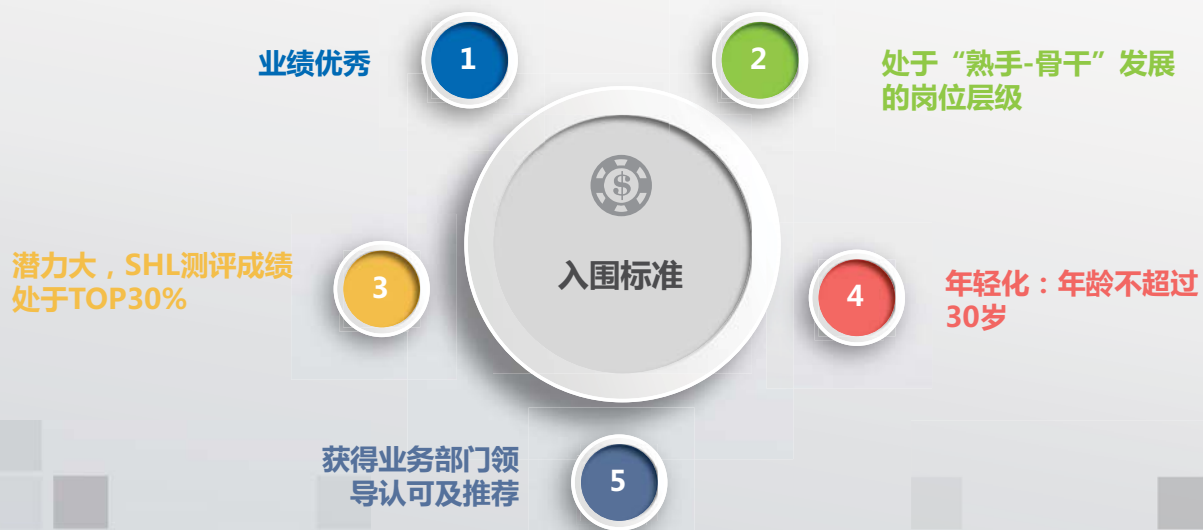 业绩优秀
1
2
处于“熟手-骨干”发展
的岗位层级
$
入围标准
潜力大，SHL测评成绩
处于TOP30%
3
4
年轻化：年龄不超过
30岁
获得业务部门领
导认可及推荐
5